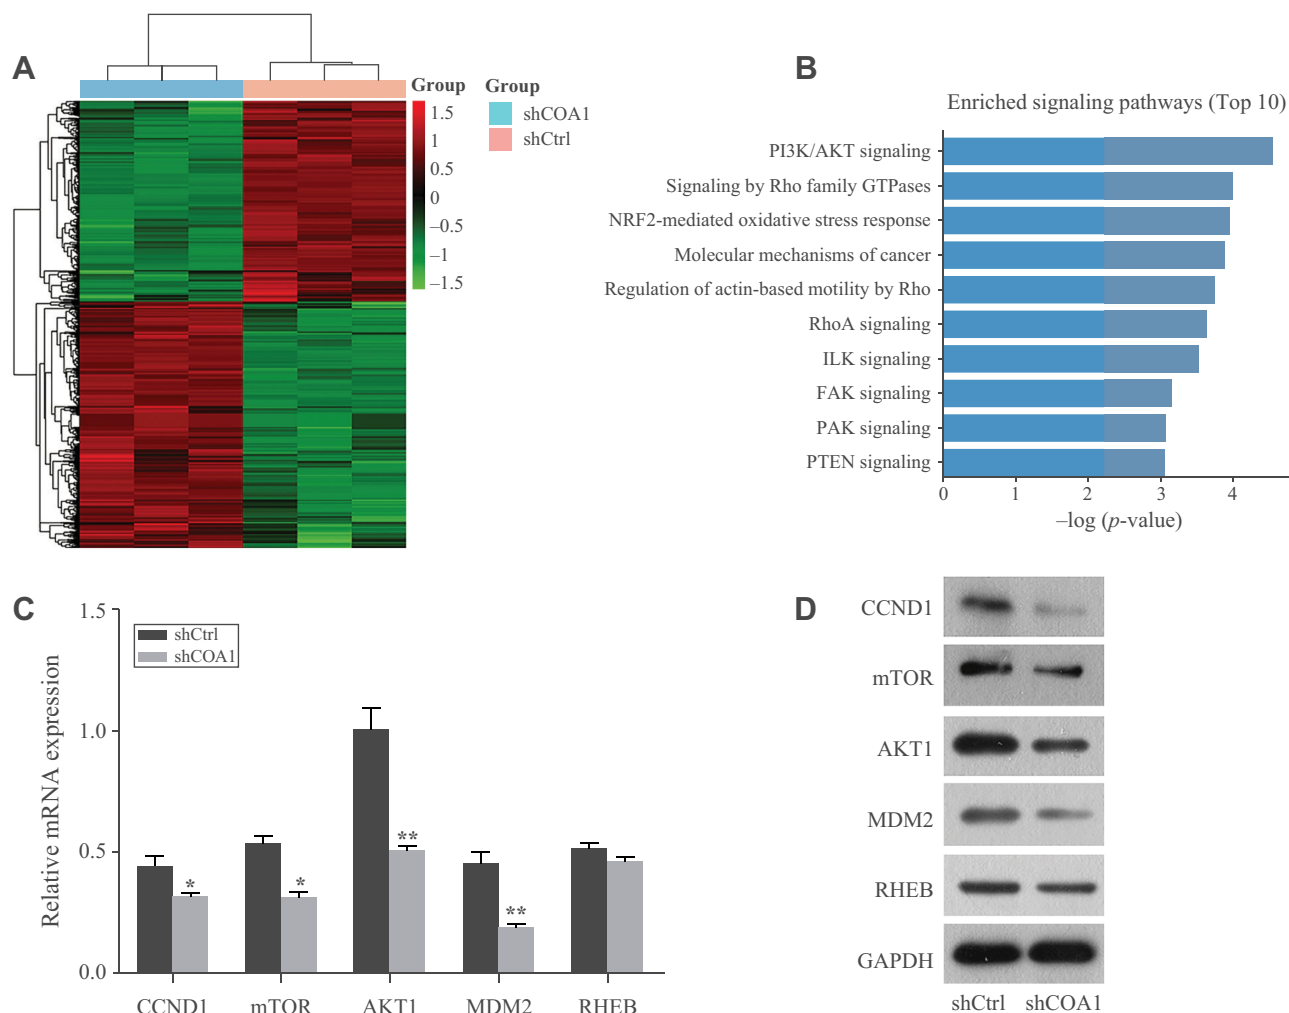 A
Group
1.5
1
0.5
0
–0.5
–1
–1.5
Group
shCOA1
shCtrl
B
Enriched signaling pathways (Top 10)
PI3K/AKT signaling
Signaling by Rho family GTPases
NRF2-mediated oxidative stress response
Molecular mechanisms of cancer
Regulation of actin-based motility by Rho
RhoA signaling
ILK signaling
FAK signaling
PAK signaling
PTEN signaling
0 1 2 3 4
–log (p-value)
C
Relative mRNA expression
1.5
1.0
0.5
0.0
shCtrl
shCOA1
* * ** **
CCND1 mTOR AKT1 MDM2 RHEB
D
CCND1
mTOR
AKT1
MDM2
RHEB
GAPDH
shCtrl shCOA1